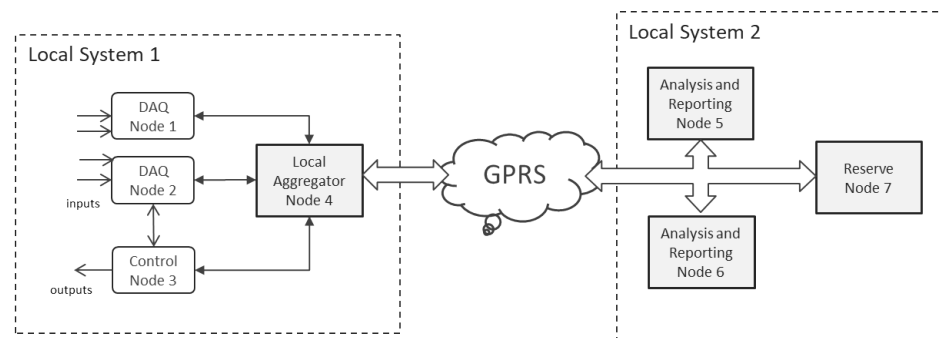 Local System 1
DAQ
Node 1
DAQ
Node 2
inputs
Control
Node 3
outputs
Local
Aggregator
Node 4
GPRS
Local System 2
Analysis and
Reporting
Node 5
Reserve
Node 7
Analysis and
Reporting
Node 6